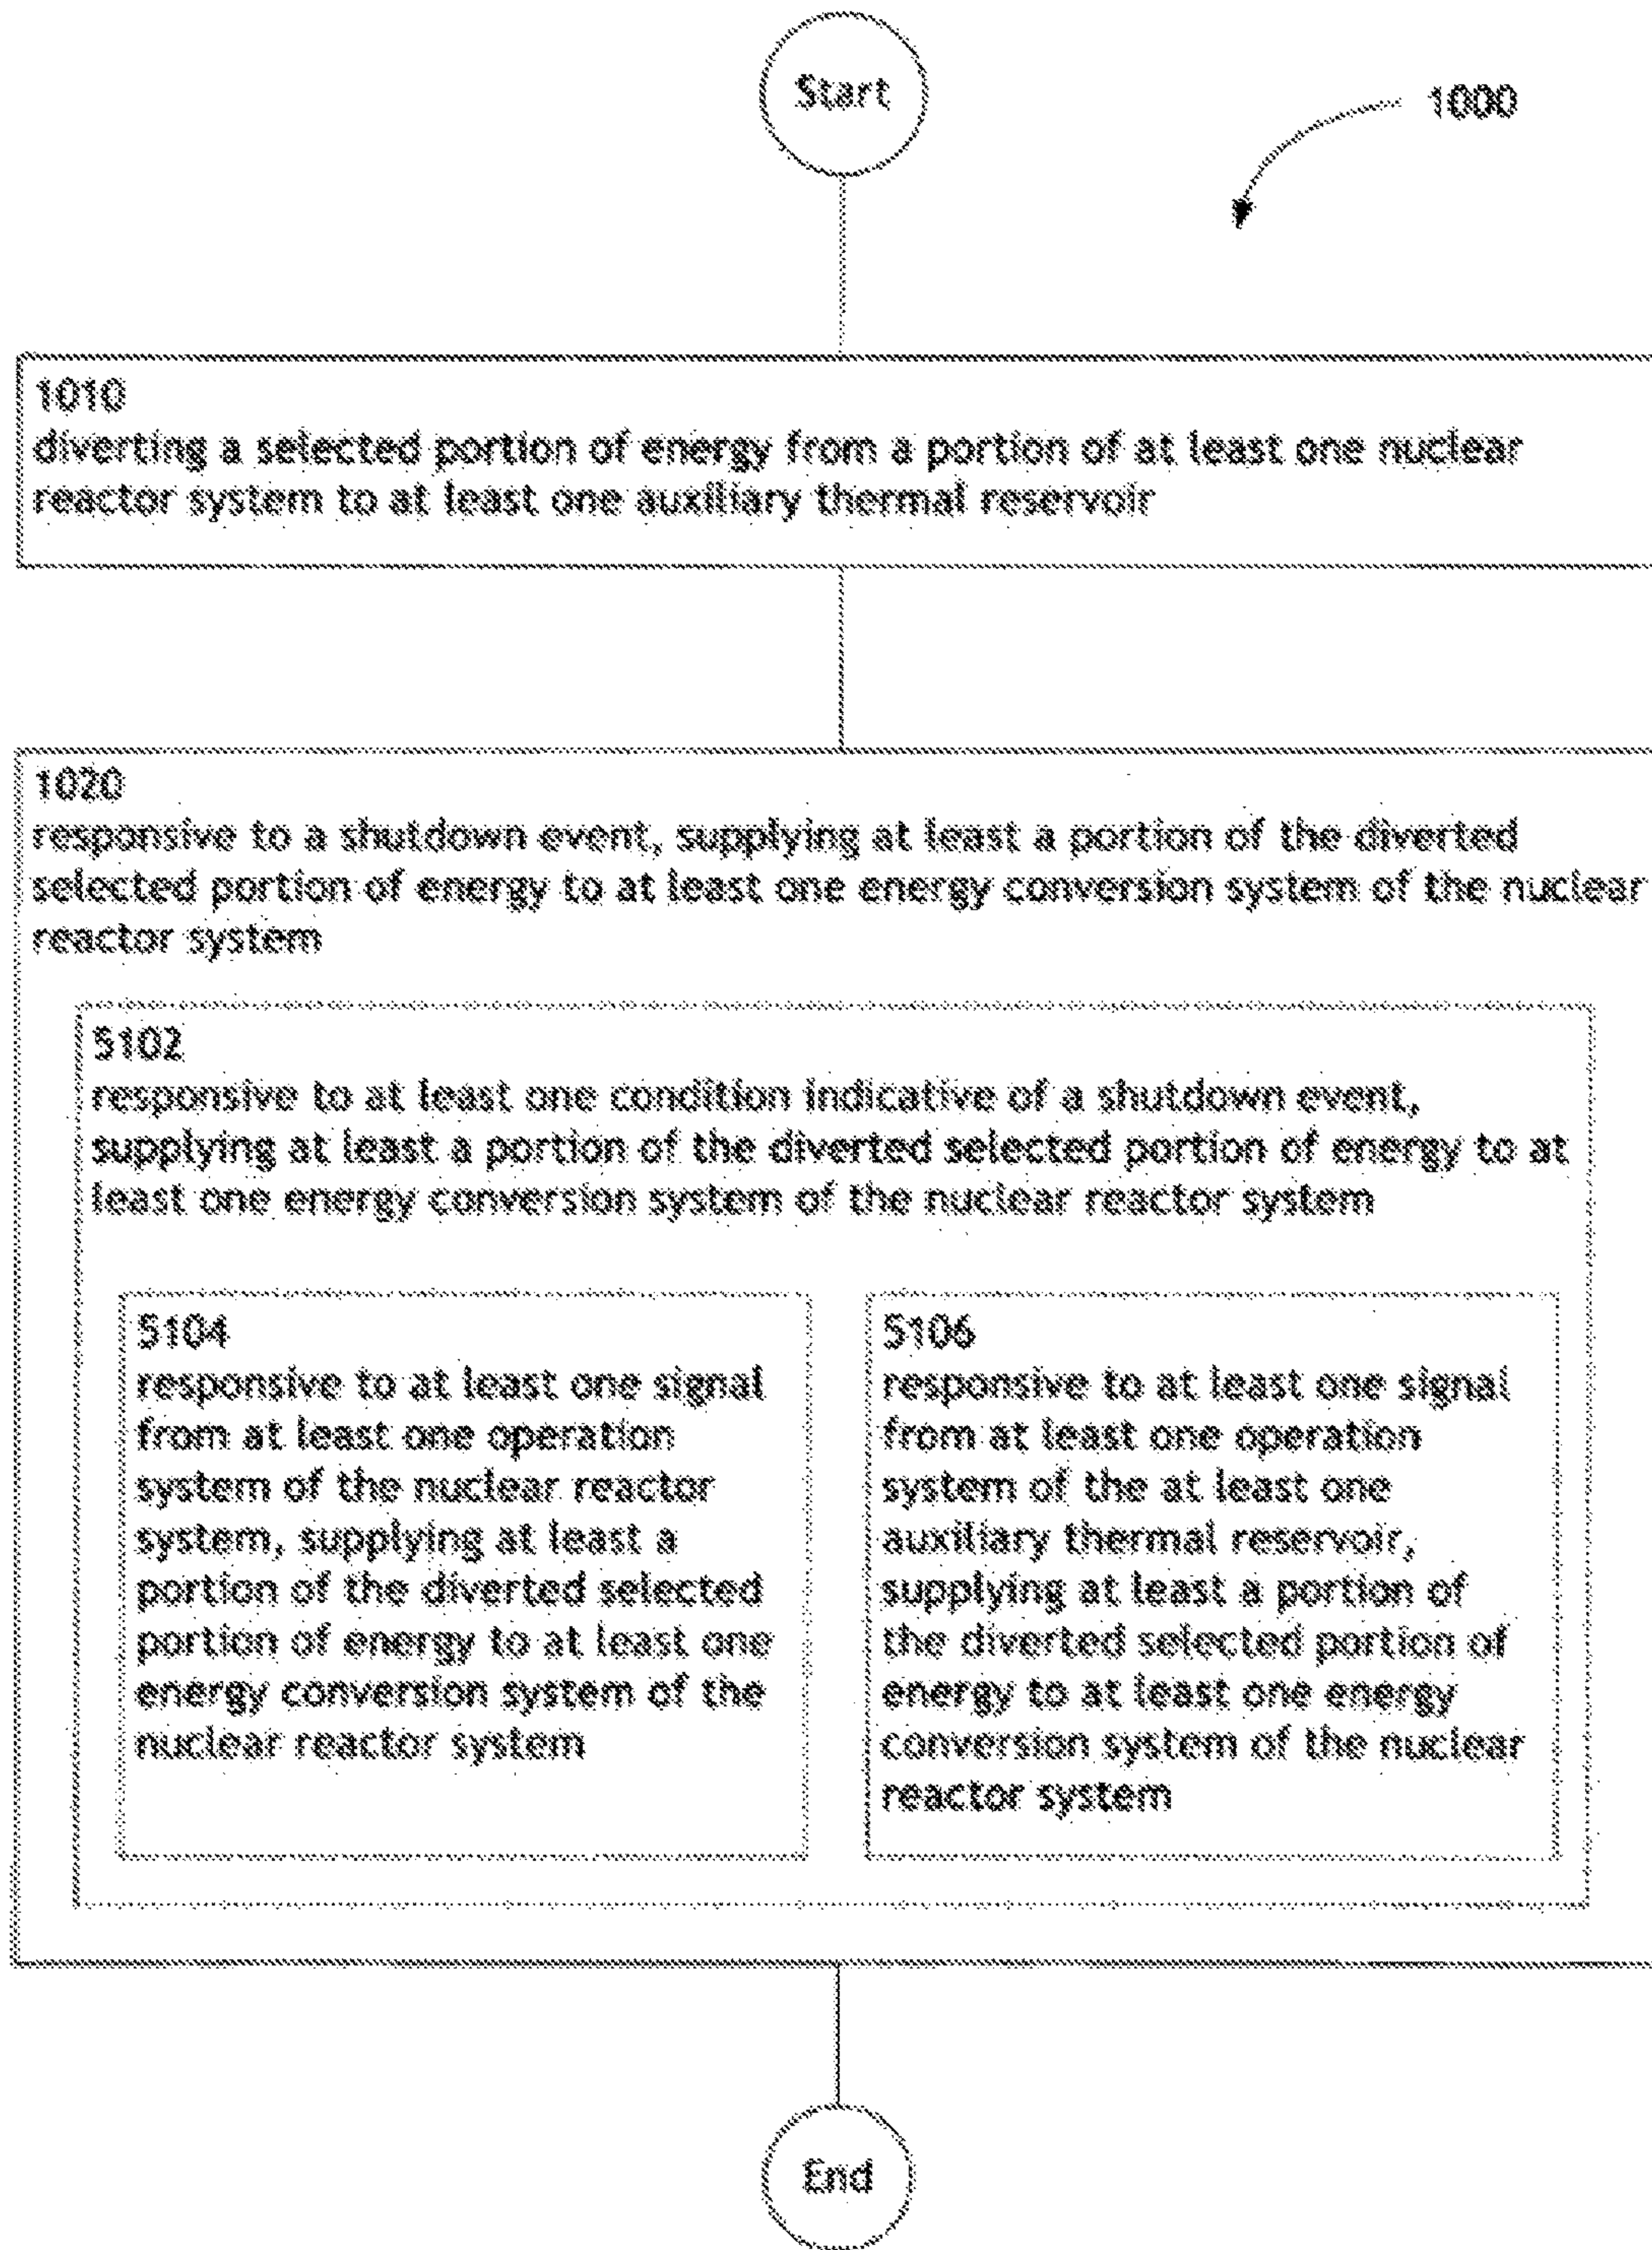 Start
1000
1010
diverting a selected portion of energy from a portion of at least one nuclear
reactor system to at least one auxiliary thermal reservoir
1020
responsive to a shutdown event, supplying at least a portion of the diverted
selected portion of energy to at least one energy conversion system of the nuclear
reactor system
5102
responsive to at least one condition indicative of a shutdown event,
supplying at least a portion of the diverted selected portion of energy to at
least one energy conversion system of the nuclear reactor system
5104
responsive to at least one signal
from at least one operation
system of the nuclear reactor
system, supplying at least a
portion of the diverted selected
portion of energy to at least one
energy conversion system of the
nuclear reactor system
5106
responsive to at least one signal
from at least one operation
system of the at least one
auxiliary thermal reservoir,
supplying at least a portion of
the diverted selected portion of
energy to at least one energy
conversion system of the nuclear
reactor system
End